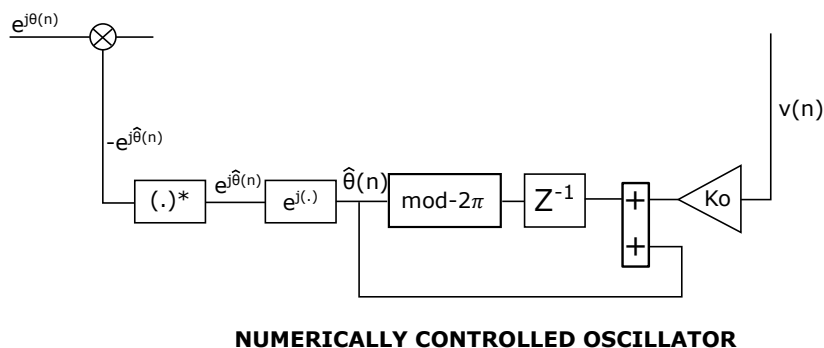 e^jθ(n)
v(n)
-e^jθ̂(n)
(.)*
e^jθ̂(n)
e^j(.)
θ̂(n)
mod-2π
Z^-1
+
+
Ko
NUMERICALLY CONTROLLED OSCILLATOR